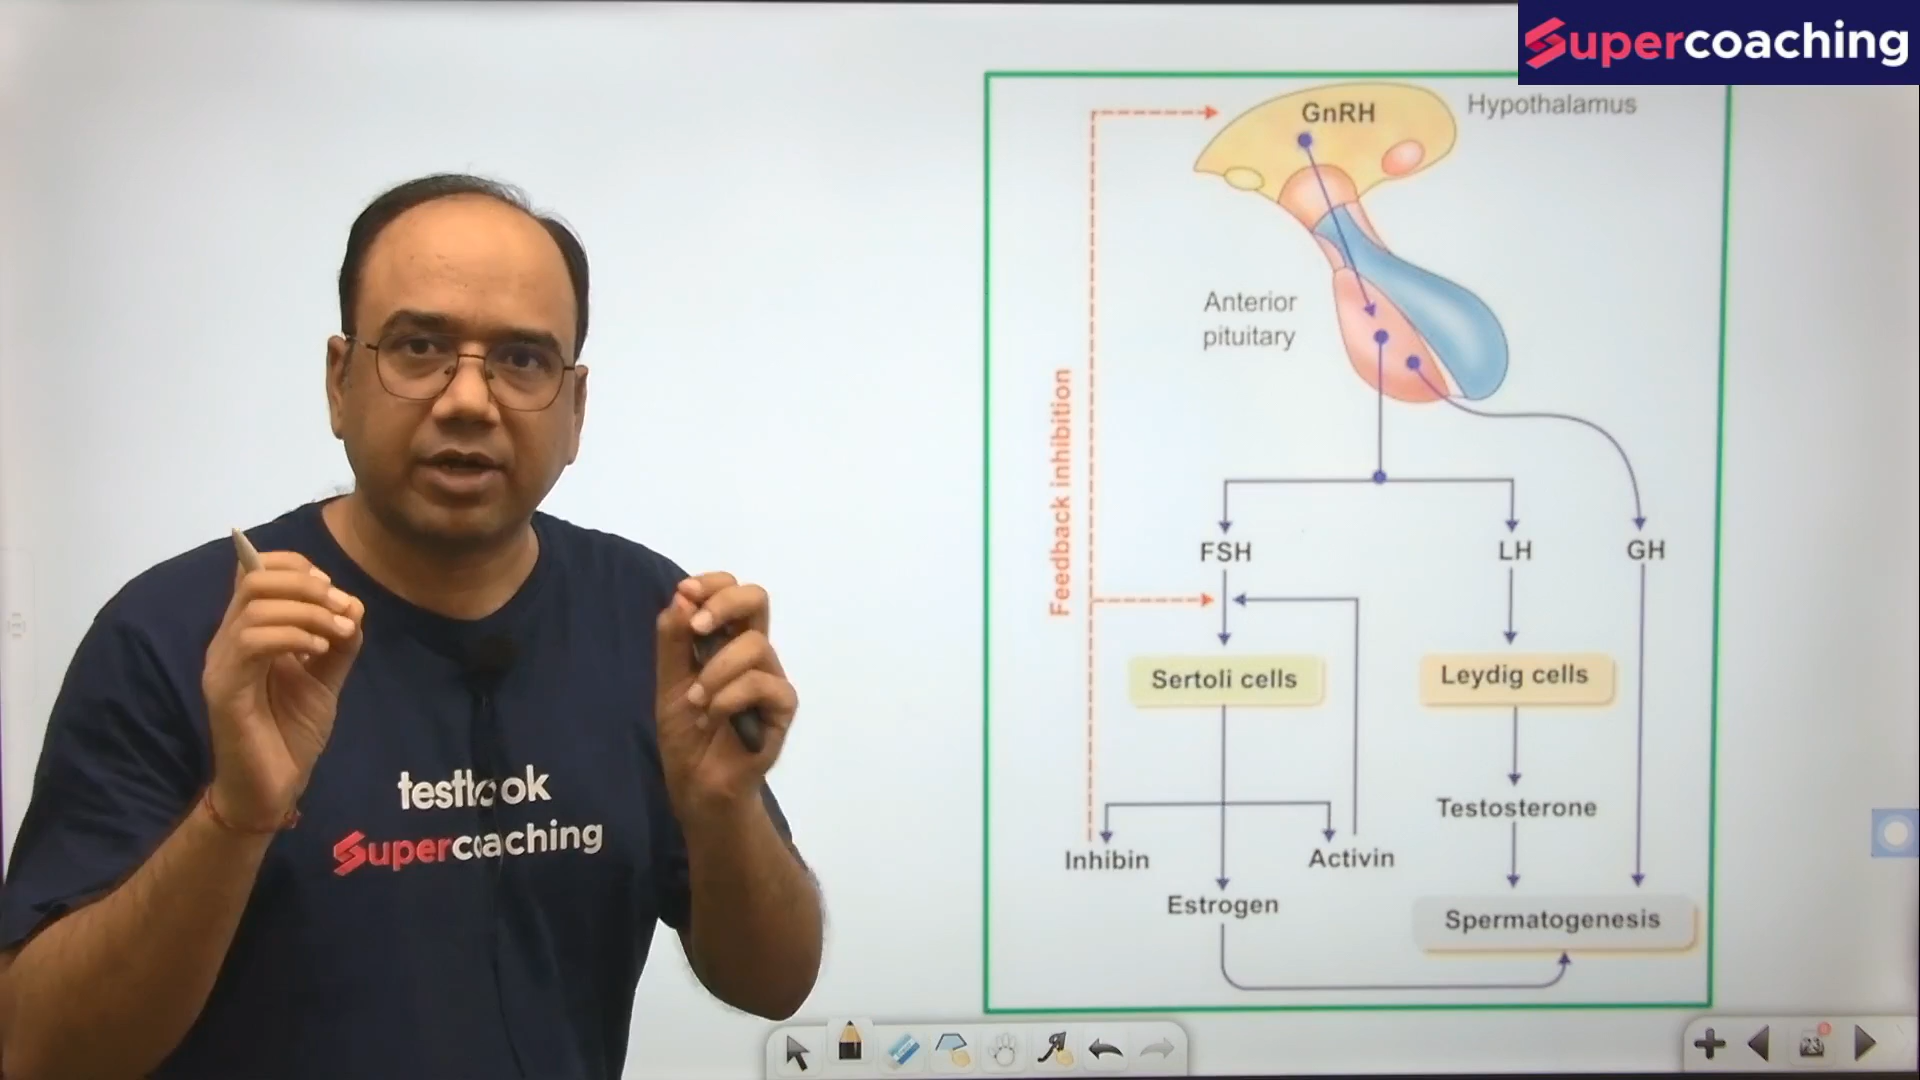 Supercoaching
GnRH
Hypothalamus
Anterior
pituitary
Feedback inhibition
FSH
LH
GH
Sertoli cells
Leydig cells
Testosterone
Inhibin
Activin
Estrogen
Spermatogenesis
testbook
Supercoaching
23